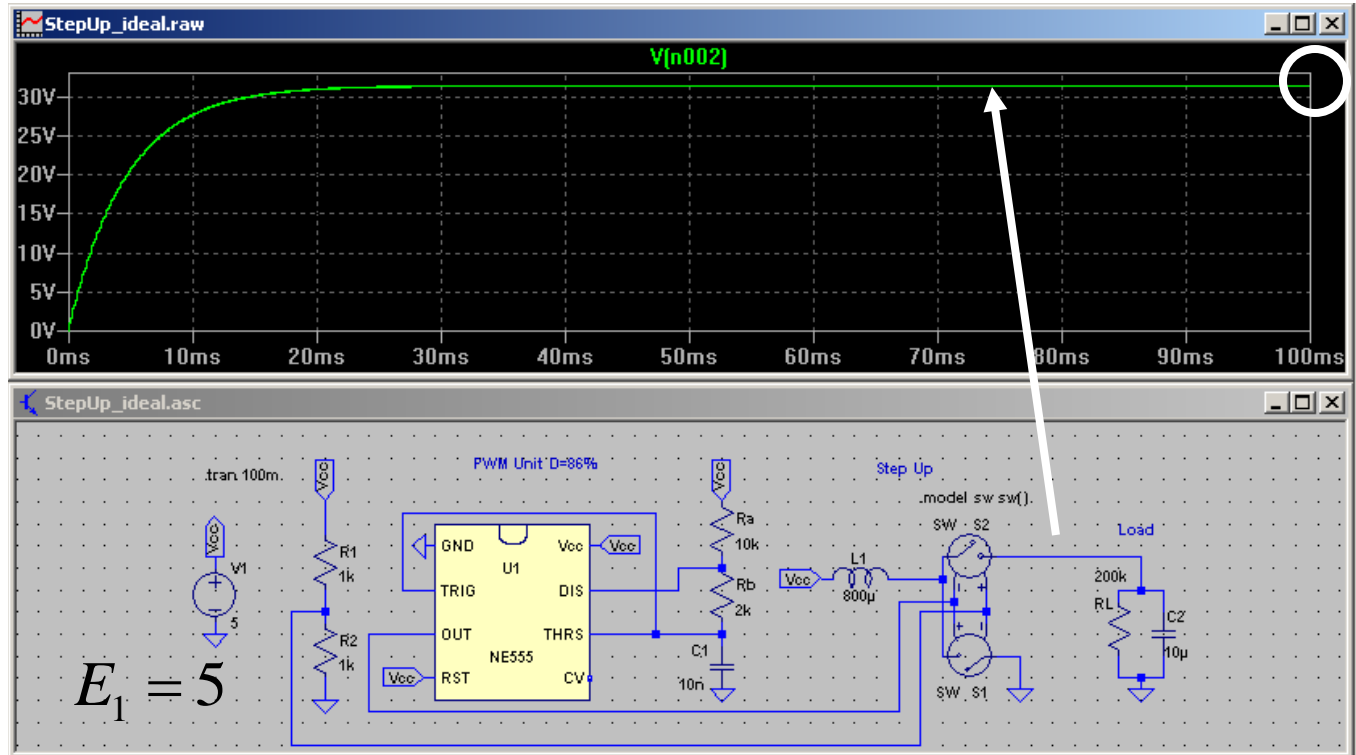 StepUp_ideal.raw
V(n002)
30V
25V
20V
15V
10V
5V
0V
0ms 10ms 20ms 30ms 40ms 50ms 60ms 70ms 80ms 90ms 100ms
StepUp_ideal.asc
.tran 100m.
Vcc
PWM Unit D=86%
Vcc
Step Up
.model sw sw().
Vcc
V1
5
R1
1k
R2
1k
GND
TRIG
OUT
RST
Vcc
U1
NE555
Vcc
DIS
THRS
CV
Vcc
Ra
10k
Rb
2k
C1
10n
Vcc
L1
800µ
SW S2
- +
+ -
SW S1
Load
200k
RL
C2
10µ
E₁ = 5